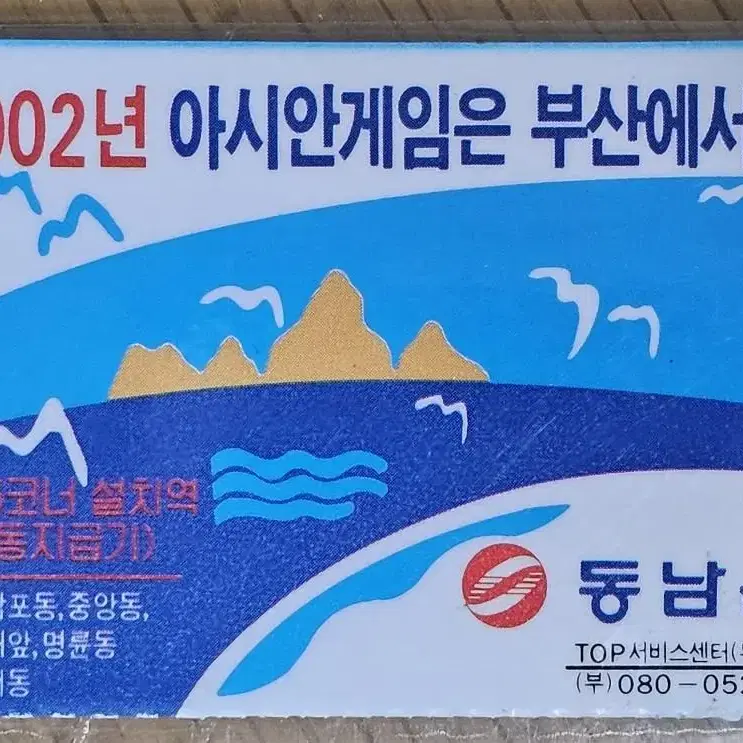 002년 아시안게임은 부산에서
코너 설치역
동지급기)
포동,중앙동,
앞,명륜동
동
동남
TOP서비스센터(
(부)080-052